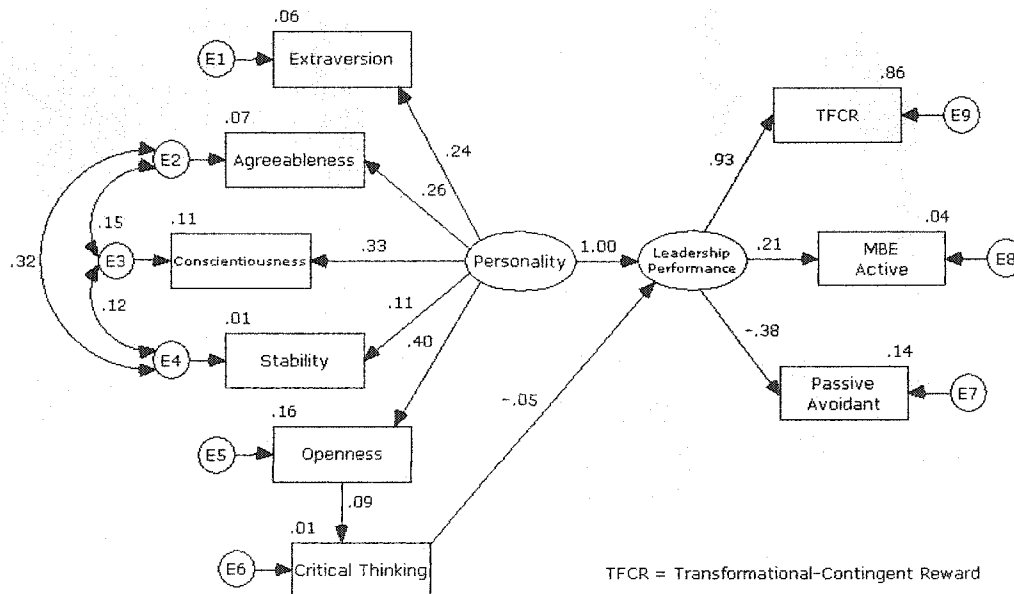 .06
E1
Extraversion
.86
TFCR
E9
.07
E2
Agreeableness
.24
.93
.26
.15
.11
.04
.32
E3
Conscientiousness
.33
Personality
1.00
Leadership
Performance
.21
MBE
Active
E8
.12
.11
.01
.40
-.38
E4
Stability
.14
Passive
Avoidant
E7
-.05
.16
E5
Openness
.09
.01
E6
Critical Thinking
TFCR = Transformational-Contingent Reward